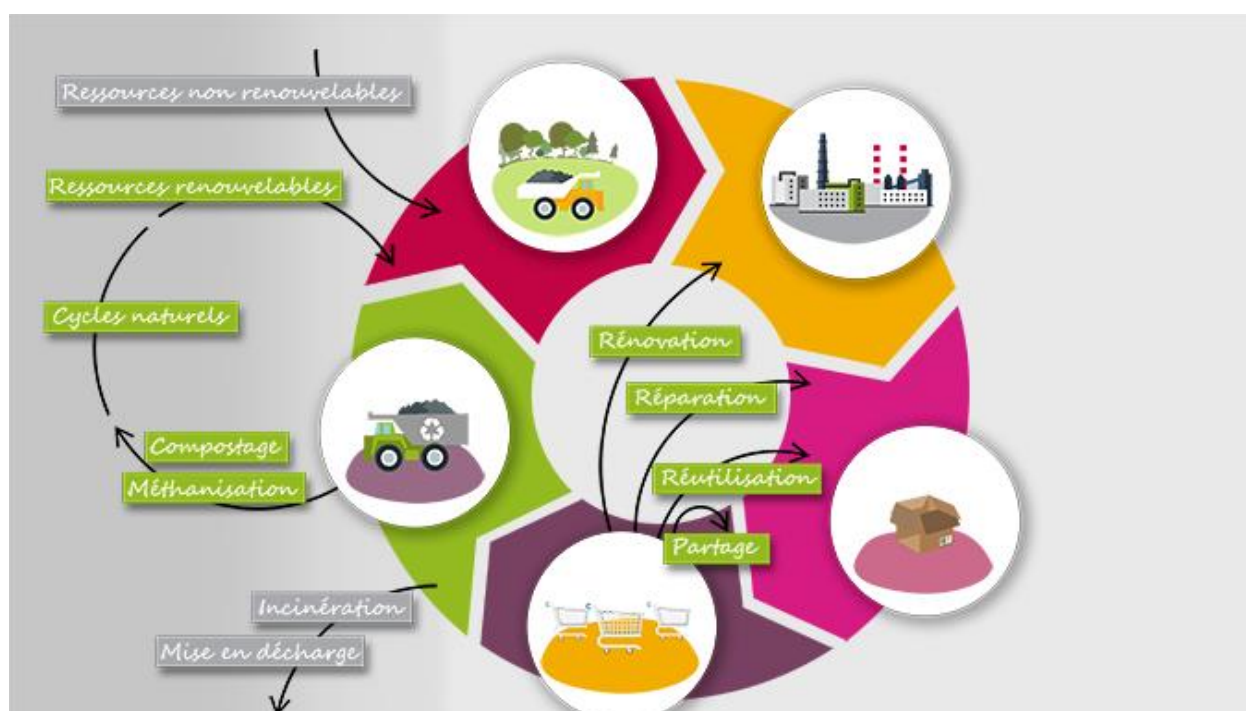 Ressources non renouvelables
Ressources renouvelables
Cycles naturels
Compostage
Méthanisation
Incinération
Mise en décharge
Rénovation
Réparation
Réutilisation
Partage